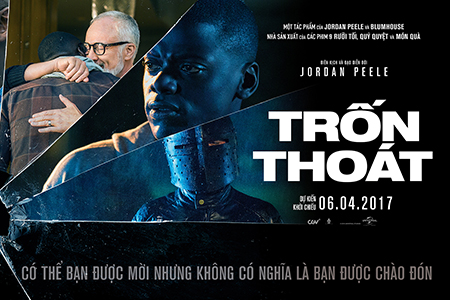 MỘT TÁC PHẨM CỦA JORDAN PEELE VÀ BLUMHOUSE
NHÀ SẢN XUẤT CỦA CÁC PHIM 9 RƯỠI TỐI, QUỶ QUYỆT VÀ MÓN QUÀ
BIÊN KỊCH VÀ ĐẠO DIỄN BỞI
JORDAN PEELE
TRỐN
THOÁT
DỰ KIẾN
KHỞI CHIẾU 06.04.2017
CGV
CÓ THỂ BẠN ĐƯỢC MỜI NHƯNG KHÔNG CÓ NGHĨA LÀ BẠN ĐƯỢC CHÀO ĐÓN